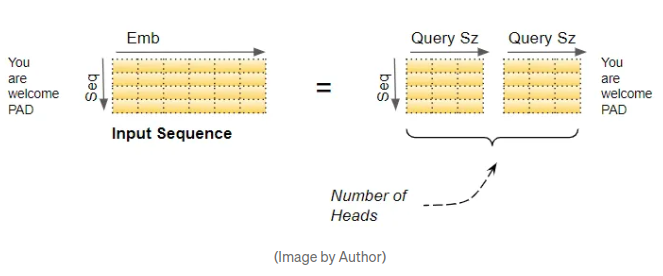 Emb
You
are
welcome
PAD
Seq
Input Sequence
=
Query Sz
Query Sz
Seq
You
are
welcome
PAD
Number of
Heads
(Image by Author)